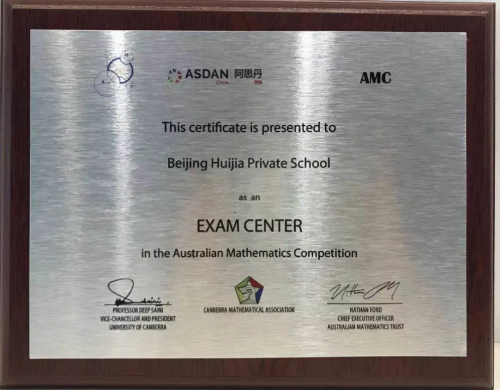 ASDAN 阿思丹
China
AMC
This certificate is presented to
Beijing Huijia Private School
as an
EXAM CENTER
in the Australian Mathematics Competition
PROFESSOR DEEP SAINI
VICE-CHANCELLOR AND PRESIDENT
UNIVERSITY OF CANBERRA
CANBERRA MATHEMATICAL ASSOCIATION
NATHAN FORD
CHIEF EXECUTIVE OFFICER
AUSTRALIAN MATHEMATICS TRUST